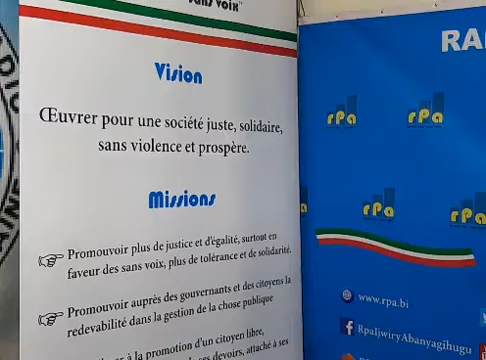 sans voix"
Vision
Œuvrer pour une société juste, solidaire,
sans violence et prospère.
Missions
Promouvoir plus de justice et d'égalité, surtout en
faveur des sans voix, plus de tolérance et de solidarité.
Promouvoir auprès des gouvernants et des citoyens la
redevabilité dans la gestion de la chose publique
à la promotion d'un citoyen libre,
ses devoirs, attaché à ses
RA
rPa
rPa
rPa
rPa
www.rpa.bi
RpaIjwiryAbanyagihugu